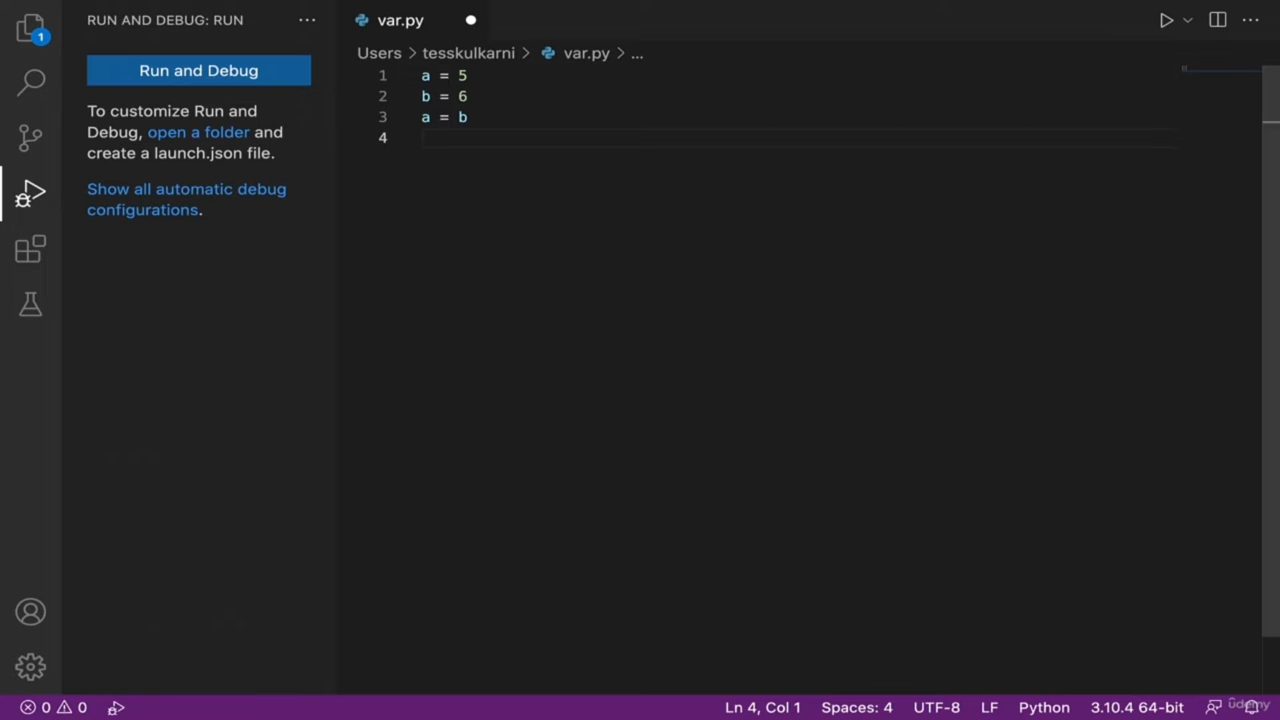 1
RUN AND DEBUG: RUN
...
Run and Debug
To customize Run and
Debug, open a folder and
create a launch.json file.
Show all automatic debug
configurations.
var.py
...
Users > tesskulkarni > var.py > ...
1 a = 5
2 b = 6
3 a = b
4
0 0
Ln 4, Col 1 Spaces: 4 UTF-8 LF Python 3.10.4 64-bit
ûdemy